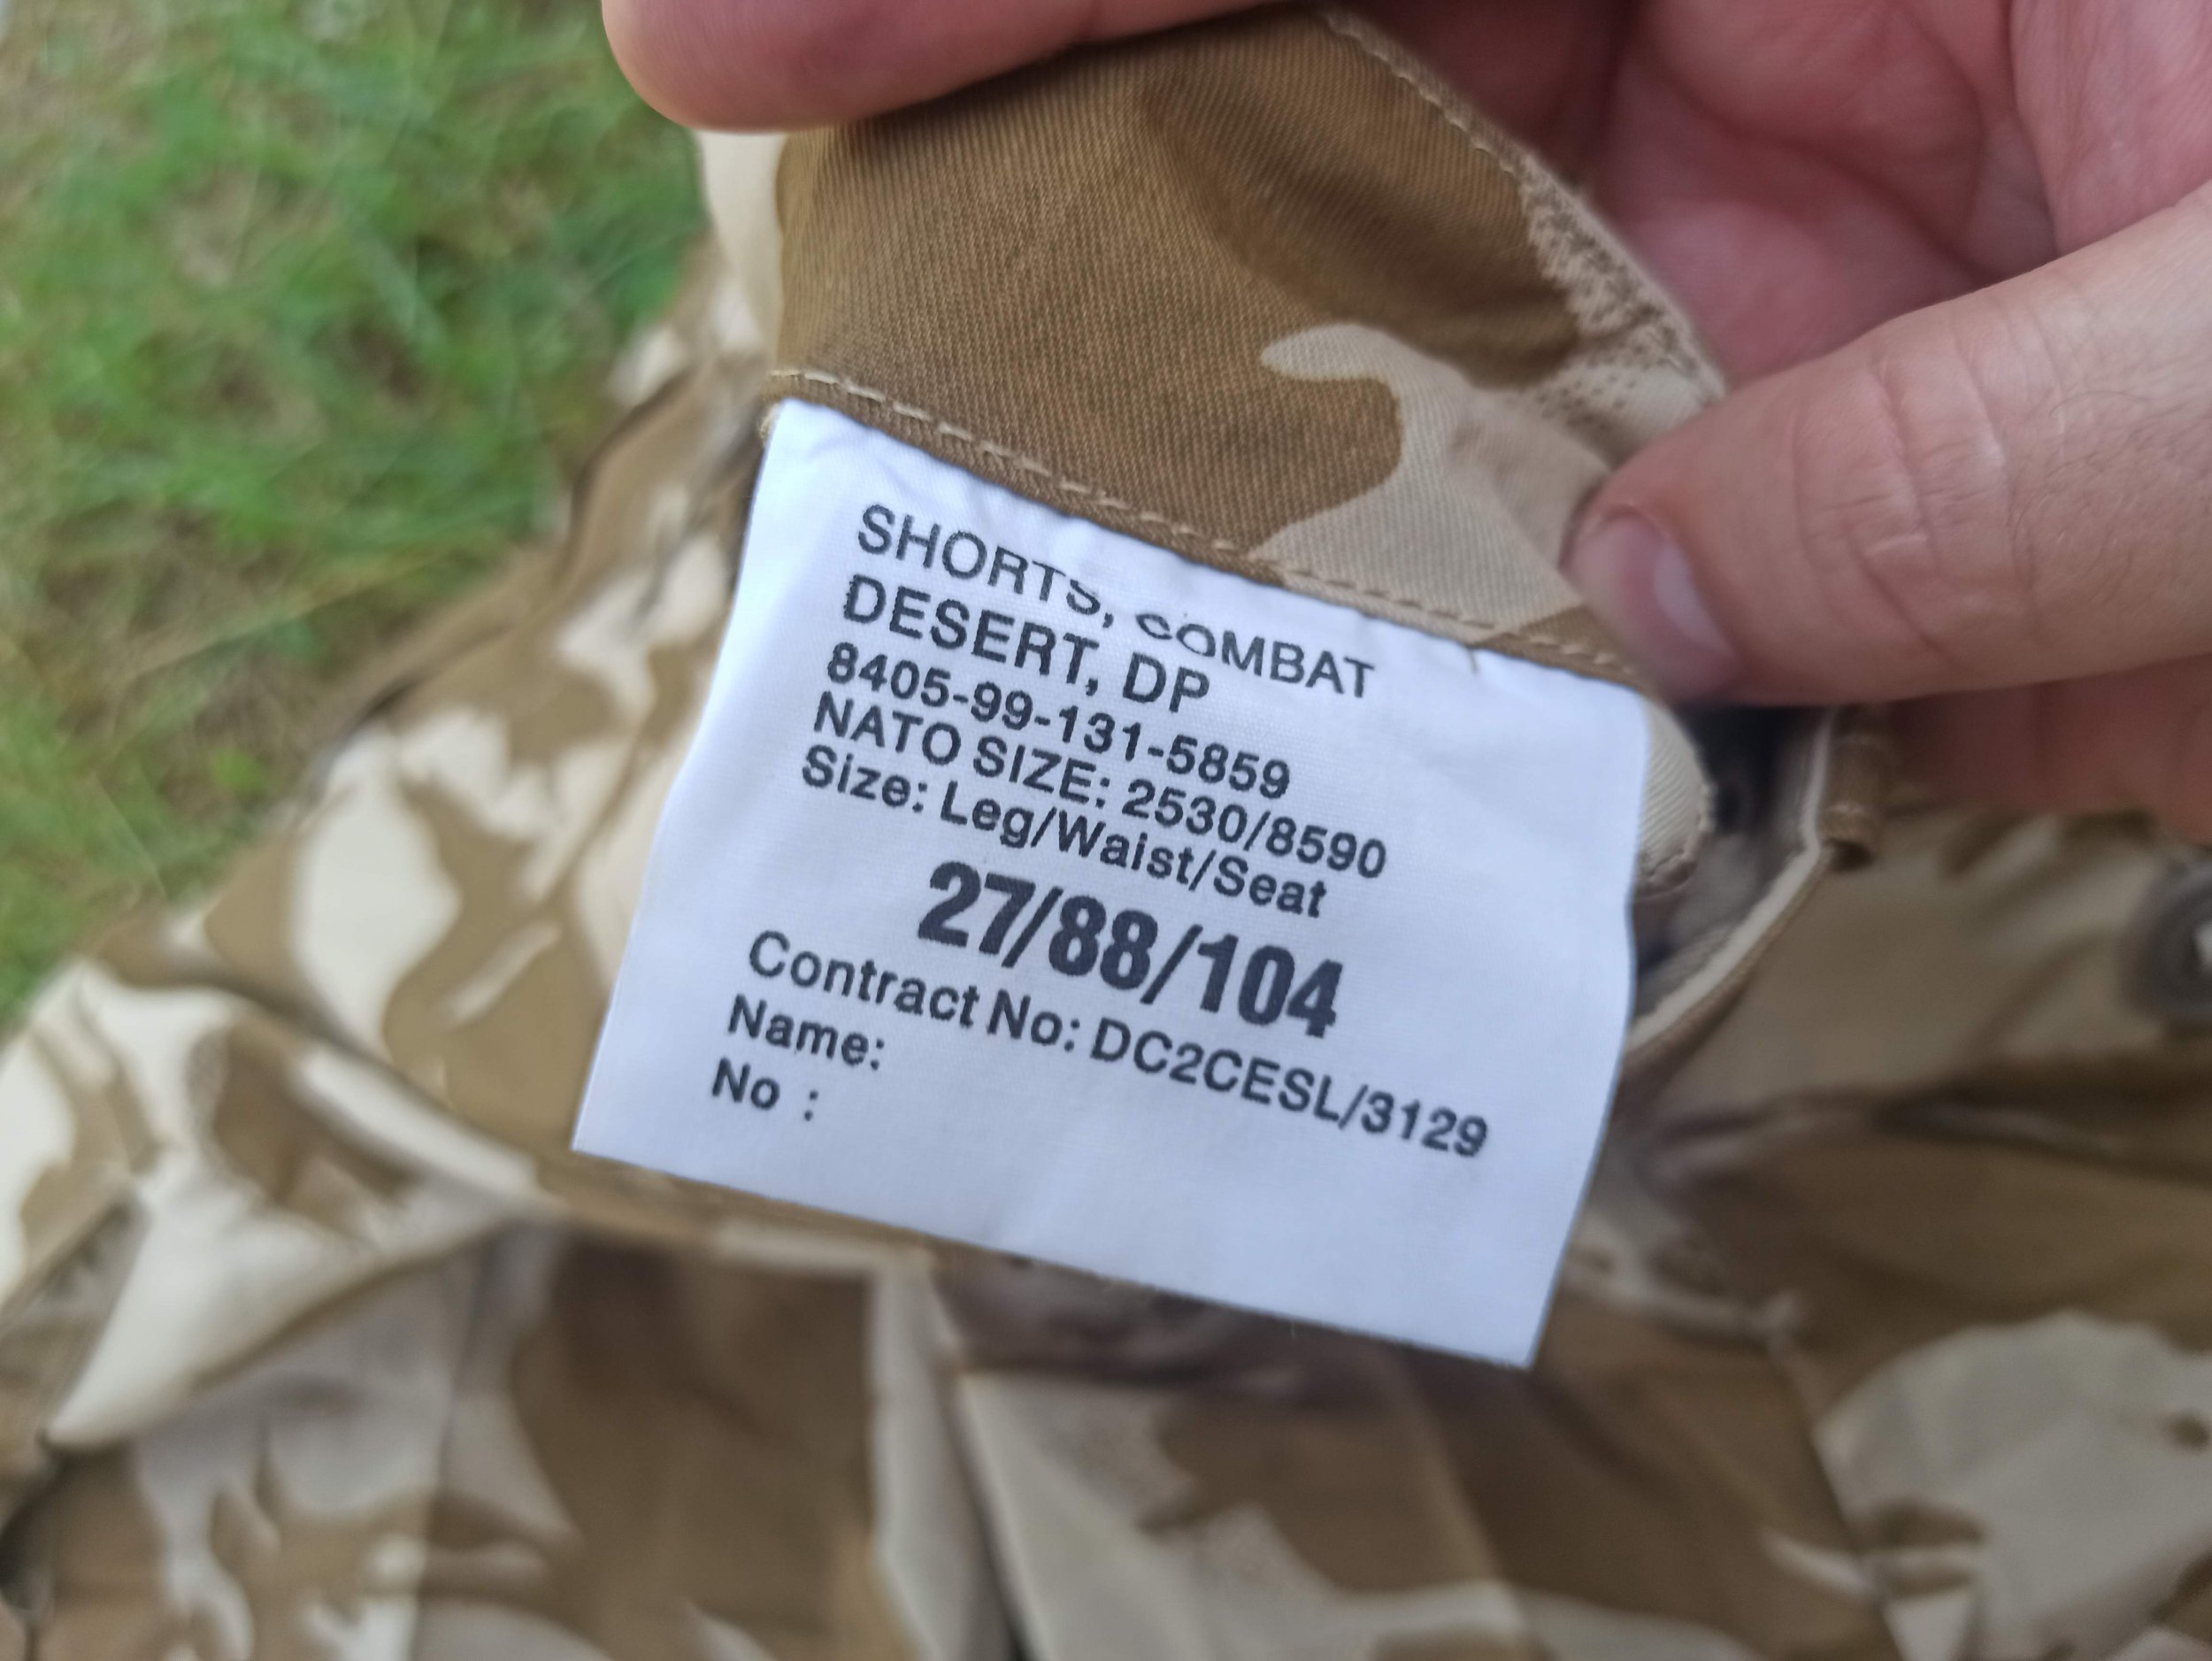 SHORTS, COMBAT
DESERT, DP
8405-99-131-5859
NATO SIZE: 2530/8590
Size: Leg/Waist/Seat
27/88/104
Contract No: DC2CESL/3129
Name:
No :